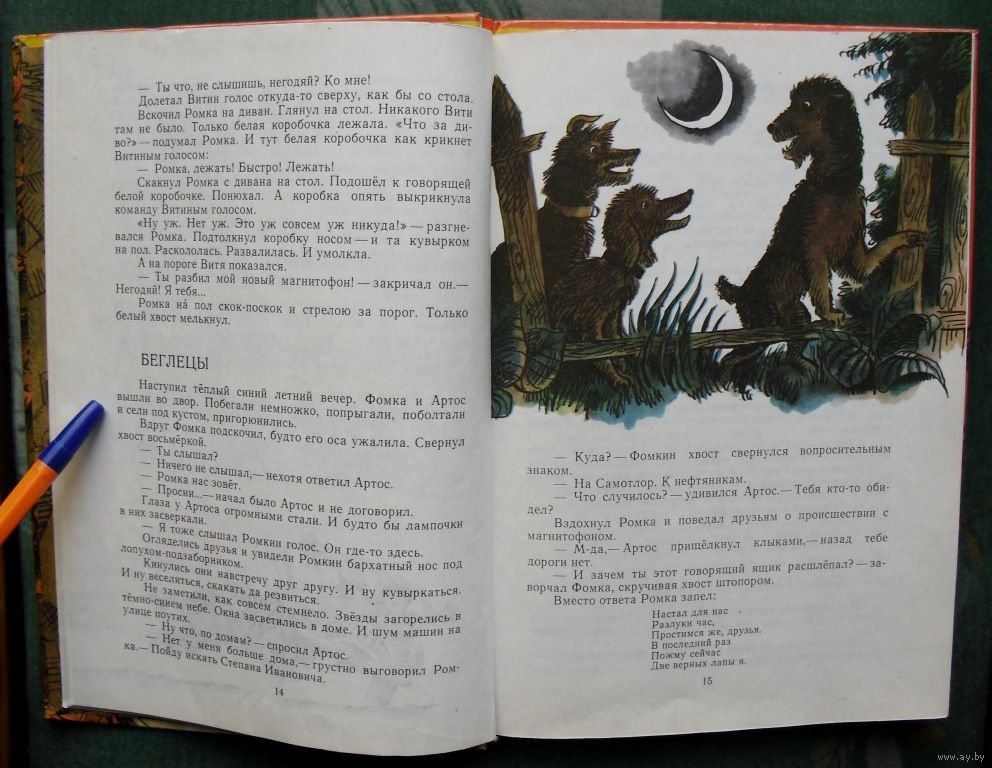 — Ты что, не слышишь, негодяй? Ко мне!
Долетал Витин голос откуда-то сверху, как бы со стола.
Вскочил Ромка на диван. Глянул на стол. Никакого Вити
там не было. Только белая коробочка лежала. «Что за ди-
во?» — подумал Ромка. И тут белая коробочка как крикнет
Витиным голосом:
— Ромка, лежать! Быстро! Лежать!
Скакнул Ромка с дивана на стол. Подошёл к говорящей
белой коробочке. Понюхал. А коробка опять выкрикнула
команду Витиным голосом.
«Ну уж. Нет уж. Это уж совсем уж никуда!» — разгне-
вался Ромка. Подтолкнул коробку носом — и та кувырком
на пол. Раскололась. Развалилась. И умолкла.
А на пороге Витя показался.
— Ты разбил мой новый магнитофон! — закричал он.—
Негодяй! Я тебя...
Ромка на́ пол скок-поскок и стрелою за порог. Только
белый хвост мелькнул.
БЕГЛЕЦЫ
Наступил тёплый синий летний вечер. Фомка и Артос
вышли во двор. Побегали немножко, попрыгали, поболтали
и сели под кустом, пригорюнились.
Вдруг Фомка подскочил, будто его оса ужалила. Свернул
хвост восьмёркой.
— Ты слышал?
— Ничего не слышал,— нехотя ответил Артос.
— Ромка нас зовёт.
— Просни...— начал было Артос и не договорил.
Глаза у Артоса огромными стали. И будто бы лампочки
в них засверкали.
— Я тоже слышал Ромкин голос. Он где-то здесь.
Огляделись друзья и увидели Ромкин бархатный нос под
лопухом-подзаборником.
Кинулись они навстречу друг другу. И ну кувыркаться.
И ну веселиться, скакать да резвиться.
Не заметили, как совсем стемнело. Звёзды загорелись в
тёмно-синем небе. Окна засветились в доме. И шум машин на
улице поутих.
— Ну что, по домам? — спросил Артос.
— Нет у меня больше дома,— грустно выговорил Ром-
ка.— Пойду искать Степана Ивановича.
14
— Куда? — Фомкин хвост свернулся вопросительным
знаком.
— На Самотлор. К нефтяникам.
— Что случилось? — удивился Артос.— Тебя кто-то оби-
дел?
Вздохнул Ромка и поведал друзьям о происшествии с
магнитофоном.
— М-да,— Артос прищёлкнул клыками,— назад тебе
дороги нет.
— И зачем ты этот говорящий ящик расшлёпал? — за-
ворчал Фомка, скручивая хвост штопором.
Вместо ответа Ромка запел:
Настал для нас
Разлуки час,
Простимся же, друзья.
В последний раз
Пожму сейчас
Две верных лапы я.
15
www.ay.by